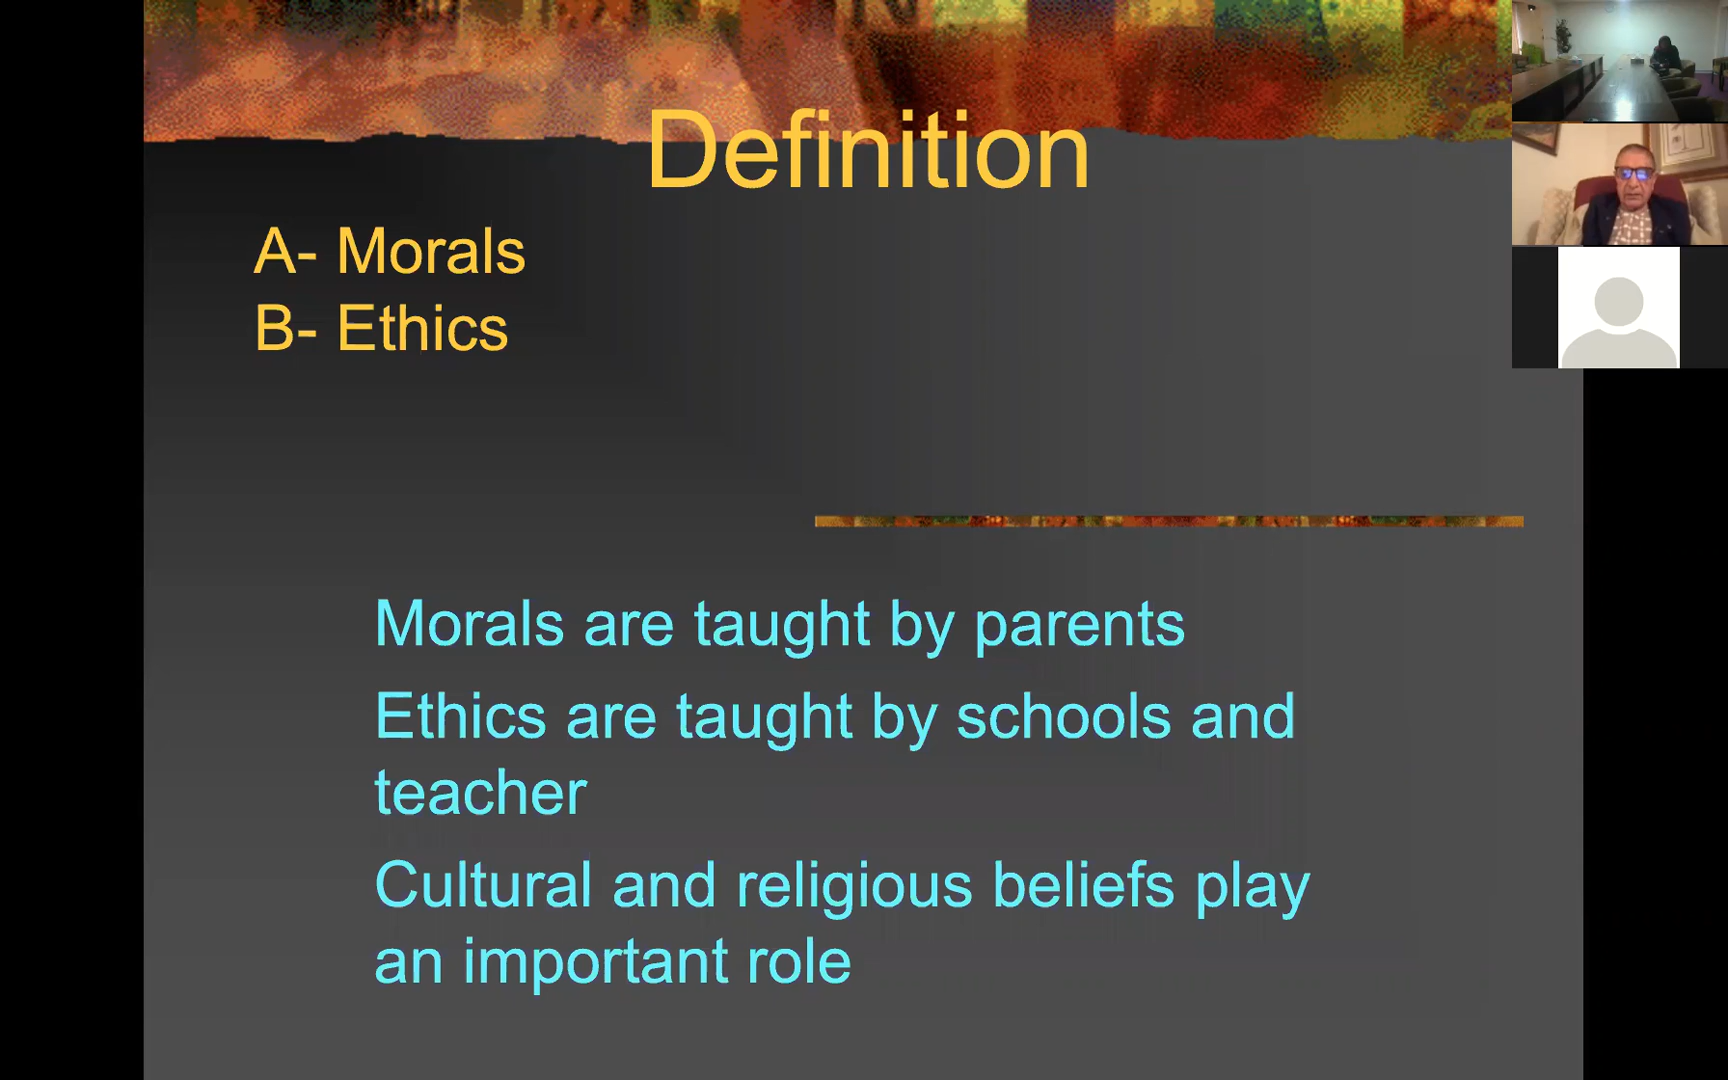 Definition
A- Morals
B- Ethics
Morals are taught by parents
Ethics are taught by schools and
teacher
Cultural and religious beliefs play
an important role